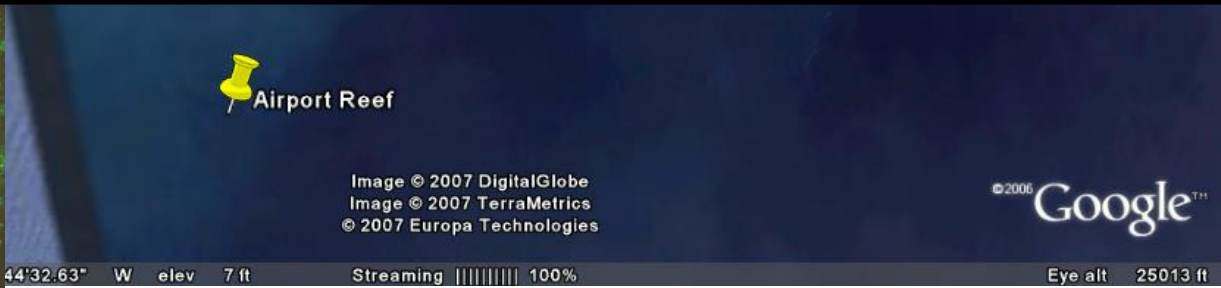 Airport Reef
Image © 2007 DigitalGlobe
Image © 2007 TerraMetrics
© 2007 Europa Technologies
©2006 Google™
44'32.63" W elev 7 ft Streaming |||||||||| 100% Eye alt 25013 ft